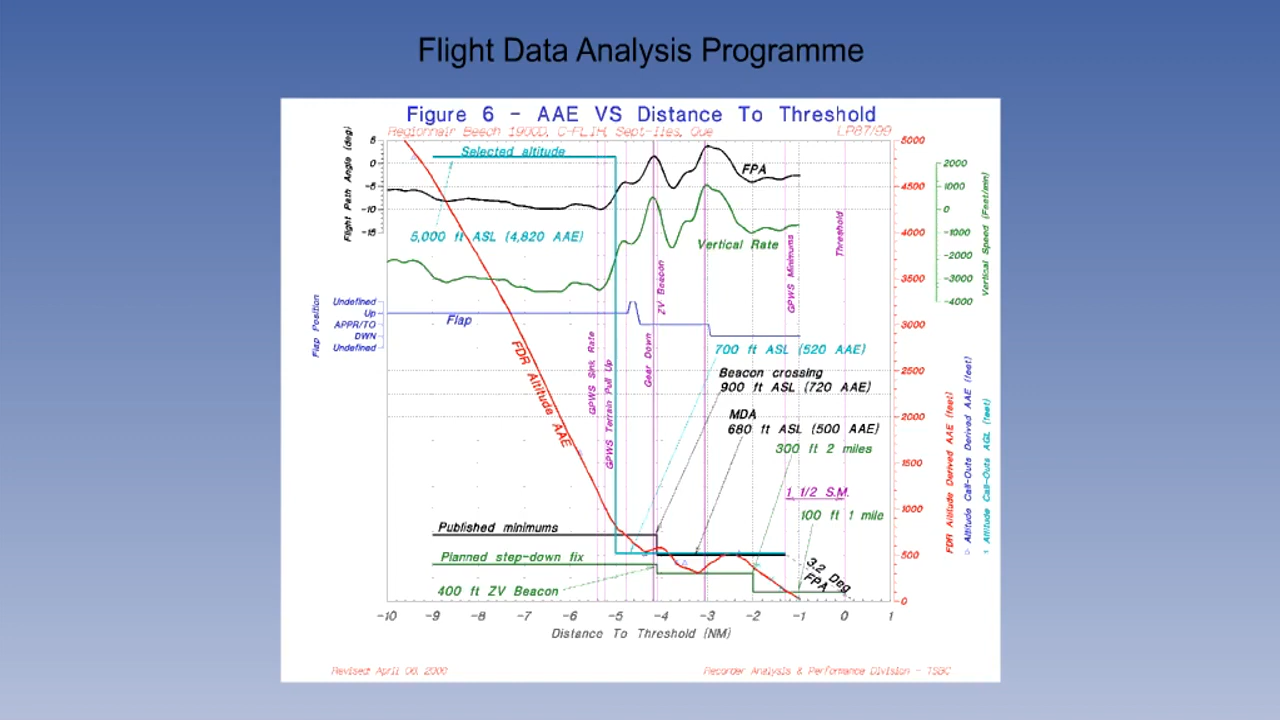 Flight Data Analysis Programme
Figure 6 - AAE VS Distance To Threshold
Regionnair Beech 1900D, C-FLIH, Sept-Iles, Que
LP87/99
Flight Path Angle (deg)
5
0
-5
-10
-15
Selected altitude
5,000 ft ASL (4,820 AAE)
FPA
Vertical Rate
Threshold
GPWS Minimums
ZV Beacon
Gear Down
GPWS Sink Rate
GPWS Terrain Pull Up
5000
4500
4000
3500
3000
2500
2000
1500
1000
500
0
2000
1000
0
-1000
-2000
-3000
-4000
Vertical Speed (Feet/min)
Flap Position
Undefined
Up
APPR/TO
DWN
Undefined
Flap
FDR Altitude AAE
700 ft ASL (520 AAE)
Beacon crossing
900 ft ASL (720 AAE)
MDA
680 ft ASL (500 AAE)
300 ft 2 miles
1 1/2 S.M.
100 ft 1 mile
Published minimums
Planned step-down fix
400 ft ZV Beacon
3.2 Deg
FPA
FDR Altitude Derived AAE (feet)
Altitude Call-Outs Derived AAE (feet)
Altitude Call-Outs AGL (feet)
-10 -9 -8 -7 -6 -5 -4 -3 -2 -1 0 1
Distance To Threshold (NM)
Revised: April 06, 2000
Recorder Analysis & Performance Division - TSBC